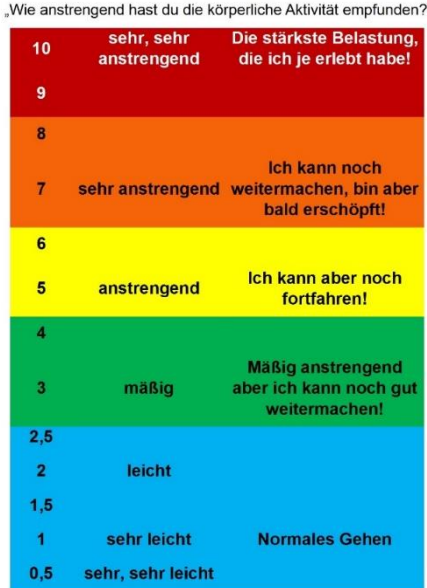 „Wie anstrengend hast du die körperliche Aktivität empfunden?
10 sehr, sehr anstrengend Die stärkste Belastung, die ich je erlebt habe!
9
8
7 sehr anstrengend Ich kann noch weitermachen, bin aber bald erschöpft!
6
5 anstrengend Ich kann aber noch fortfahren!
4
3 mäßig Mäßig anstrengend aber ich kann noch gut weitermachen!
2,5
2 leicht
1,5
1 sehr leicht Normales Gehen
0,5 sehr, sehr leicht